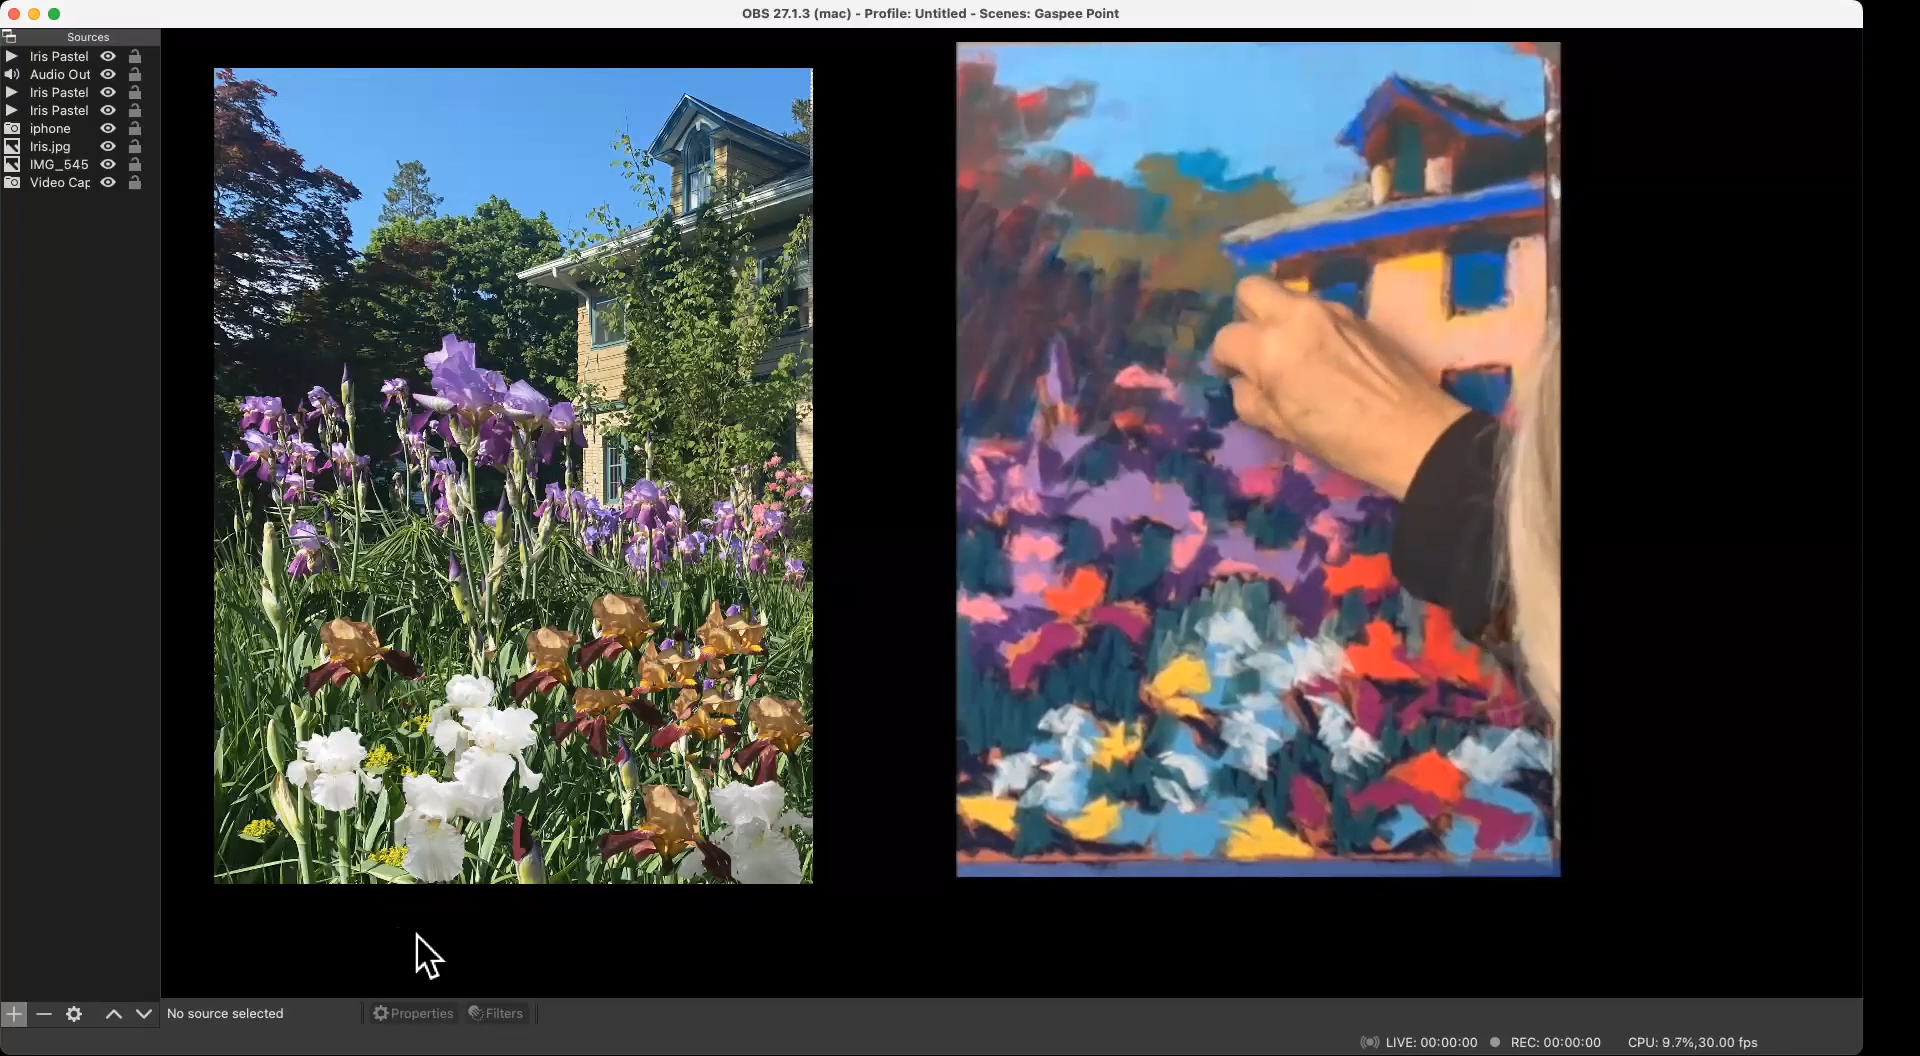 OBS 27.1.3 (mac) - Profile: Untitled - Scenes: Gaspee Point
Sources
Iris Pastel
Audio Out
Iris Pastel
Iris Pastel
iphone
Iris.jpg
IMG_545
Video Cap
No source selected
Properties
Filters
LIVE: 00:00:00
REC: 00:00:00
CPU: 9.7%,30.00 fps